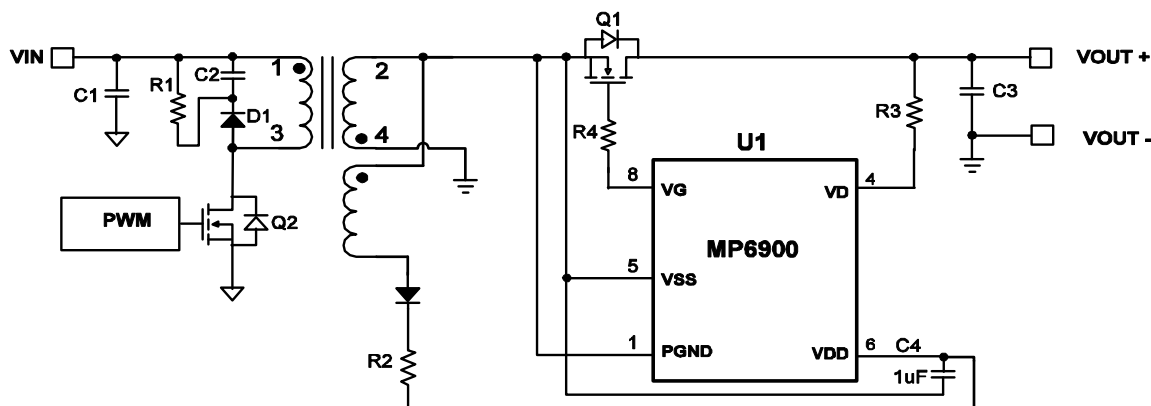 Q1
VIN
VOUT +
1
2
C2
R1
C1
C3
D1
R3
3
4
R4
VOUT -
U1
8
VG
VD
4
PWM
Q2
MP6900
5
VSS
1
PGND
VDD
6
C4
R2
1uF